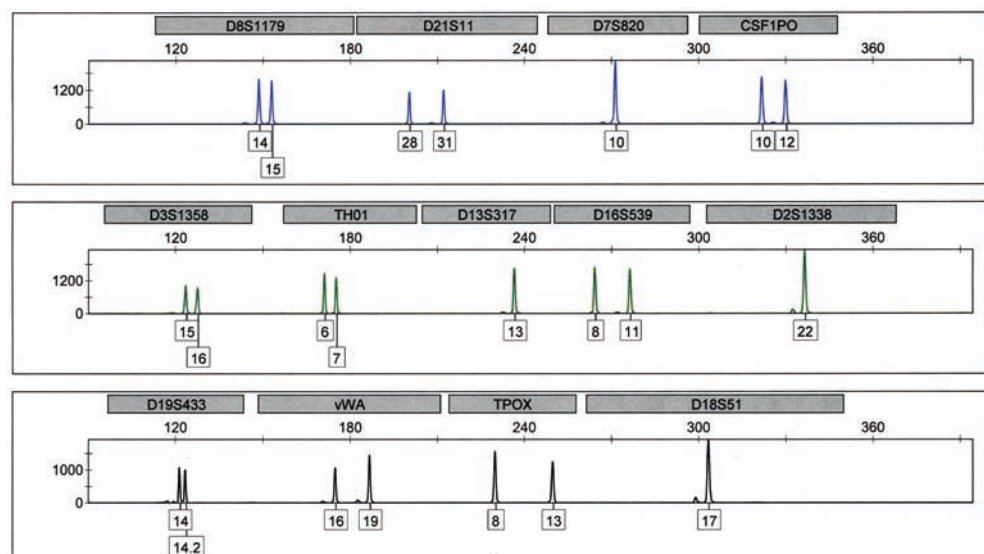 D8S1179 D21S11 D7S820 CSF1PO
120 180 240 300 360
1200
0
14 28 31 10 10 12
15
D3S1358 TH01 D13S317 D16S539 D2S1338
120 180 240 300 360
1200
0
15 6 13 8 11 22
16 7
D19S433 vWA TPOX D18S51
120 180 240 300 360
1000
0
14 16 19 8 13 17
14.2